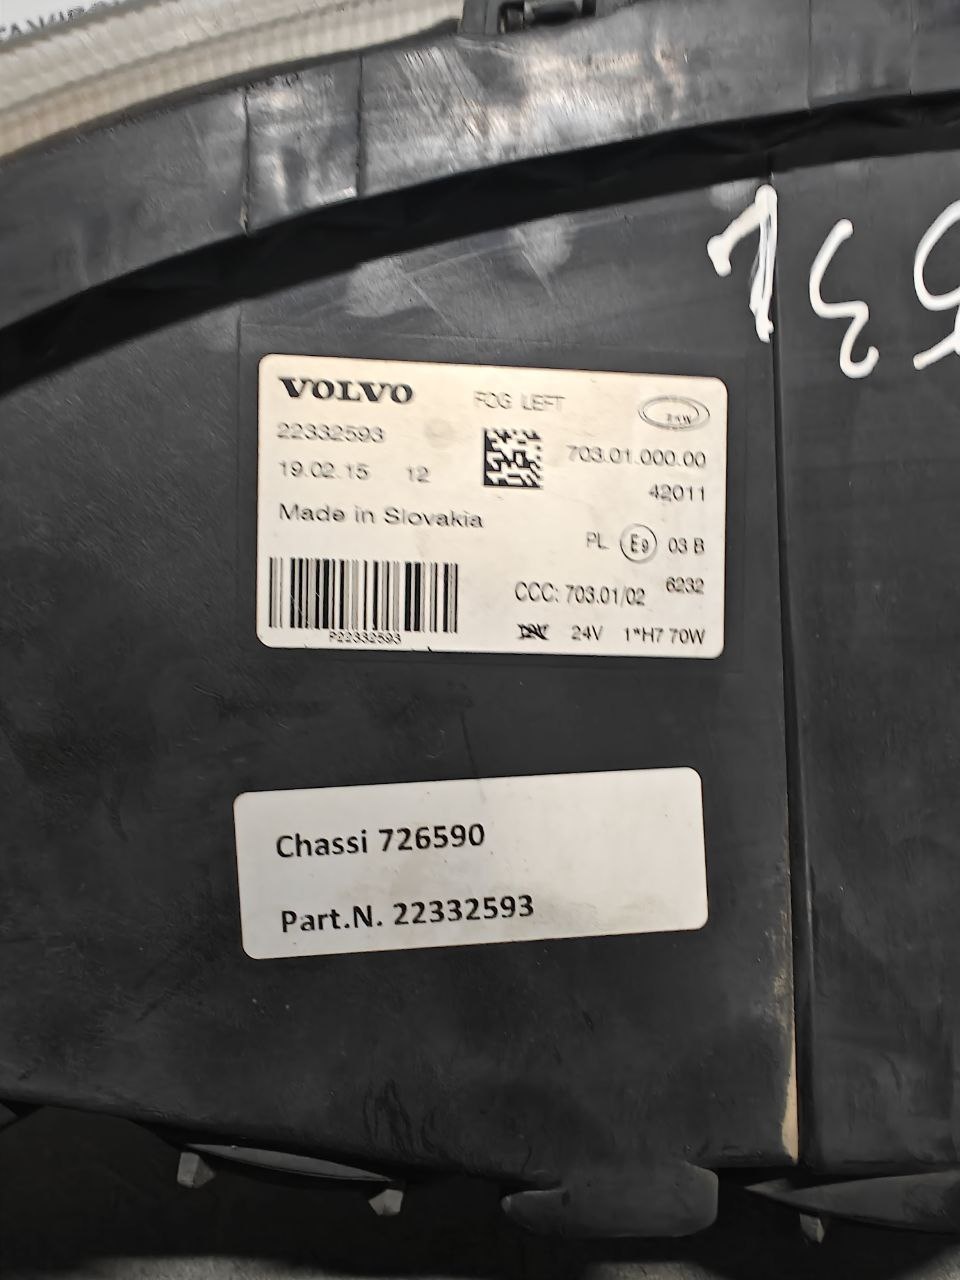 VOLVO
FOG LEFT
ZKW
22332593
703.01.000.00
19.02.15 12
42011
Made in Slovakia
PL E9 03 B
CCC: 703.01/02 6232
P22332593
24V 1*H7 70W
Chassi 726590
Part.N. 22332593